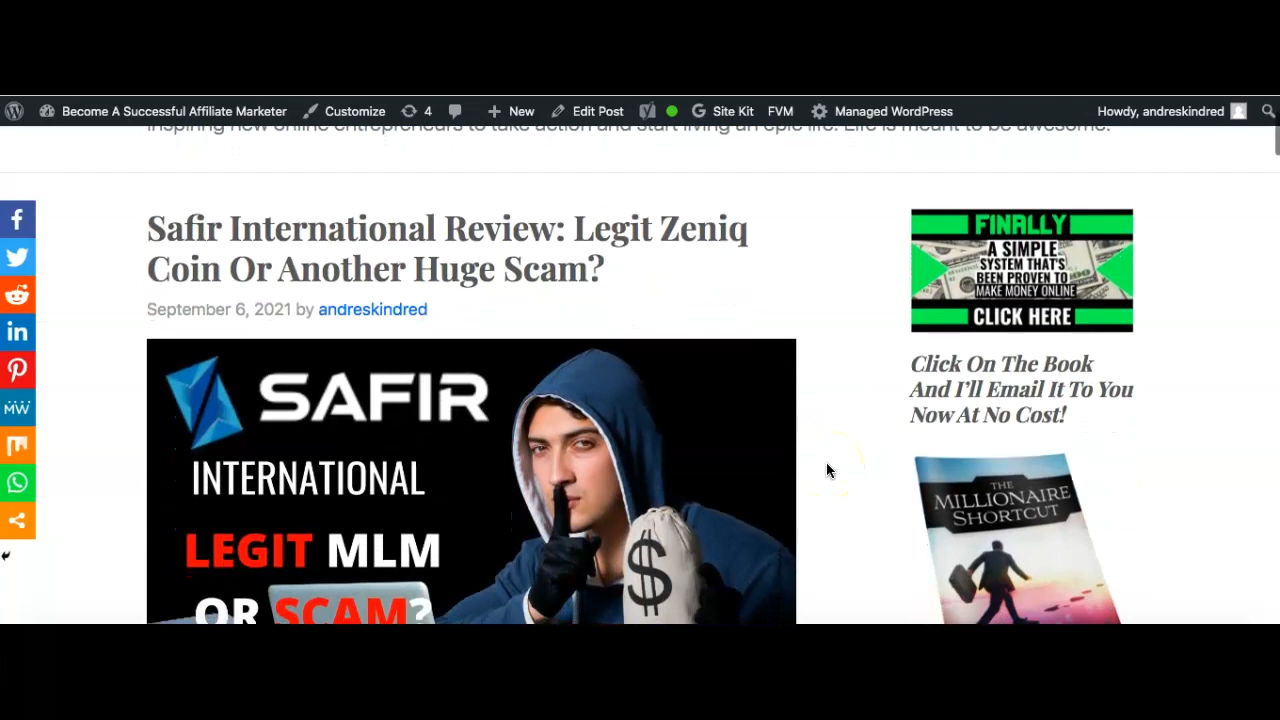 Become A Successful Affiliate Marketer Customize 4 New Edit Post Site Kit FVM Managed WordPress Howdy, andreskindred
inspiring new online entrepreneurs to take action and start living an epic life. Life is meant to be awesome.
Safir International Review: Legit Zeniq
Coin Or Another Huge Scam?
September 6, 2021 by andreskindred
SAFIR
INTERNATIONAL
LEGIT MLM
OR SCAM?
$
FINALLY
A SIMPLE
SYSTEM THAT'S
BEEN PROVEN TO
MAKE MONEY ONLINE
CLICK HERE
Click On The Book
And I'll Email It To You
Now At No Cost!
THE
MILLIONAIRE
SHORTCUT